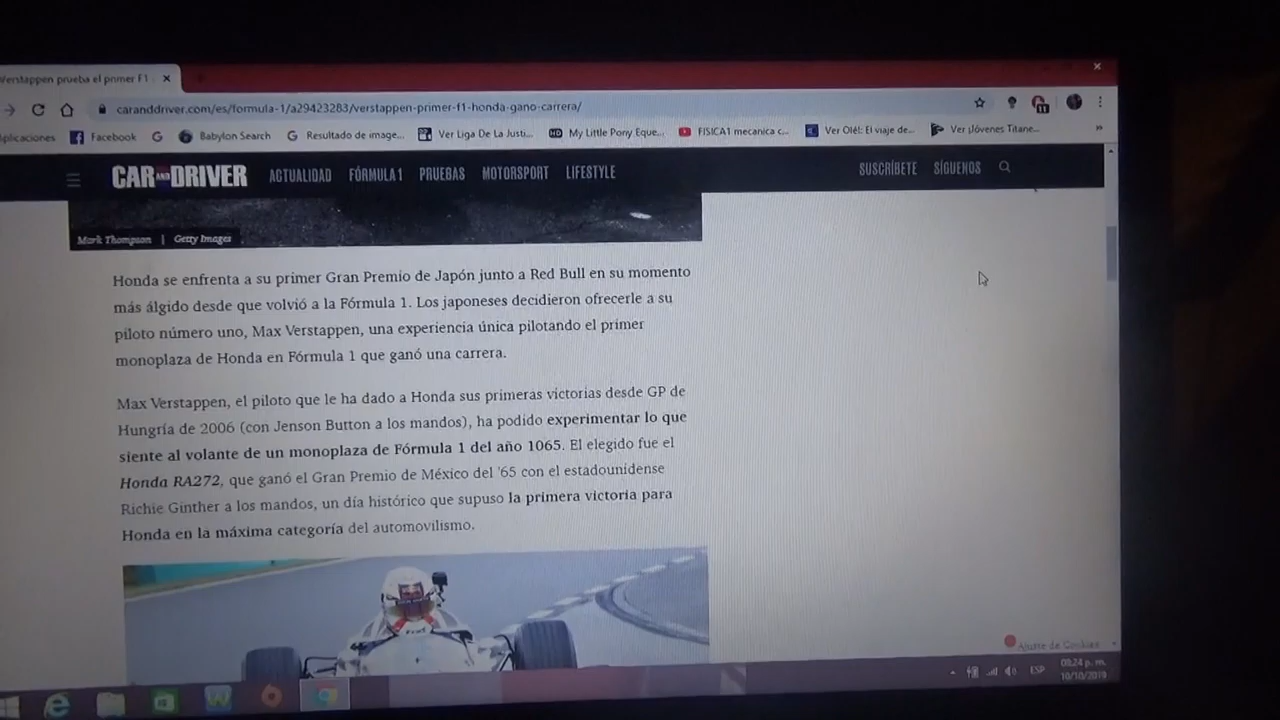 Verstappen prueba el primer f1
caranddriver.com/es/formula-1/a29423283/verstappen-primer-f1-honda-gano-carrera/
11
plicaciones Facebook Babylon Search Resultado de image... Ver Liga De La Justi... My Little Pony Eque... FISICA1 mecanica c... Ver Olé!. El viaje de... Ver ¡Jóvenes Titane... »
CAR AND DRIVER ACTUALIDAD FÓRMULA 1 PRUEBAS MOTORSPORT LIFESTYLE SUSCRÍBETE SÍGUENOS
Mark Thompson | Getty Images
Honda se enfrenta a su primer Gran Premio de Japón junto a Red Bull en su momento
más álgido desde que volvió a la Fórmula 1. Los japoneses decidieron ofrecerle a su
piloto número uno, Max Verstappen, una experiencia única pilotando el primer
monoplaza de Honda en Fórmula 1 que ganó una carrera.
Max Verstappen, el piloto que le ha dado a Honda sus primeras victorias desde GP de
Hungría de 2006 (con Jenson Button a los mandos), ha podido experimentar lo que
siente al volante de un monoplaza de Fórmula 1 del año 1065. El elegido fue el
Honda RA272, que ganó el Gran Premio de México del '65 con el estadounidense
Richie Ginther a los mandos, un día histórico que supuso la primera victoria para
Honda en la máxima categoría del automovilismo.
Ajuste de Cookies
ESP
08:24 p. m.
10/10/2019